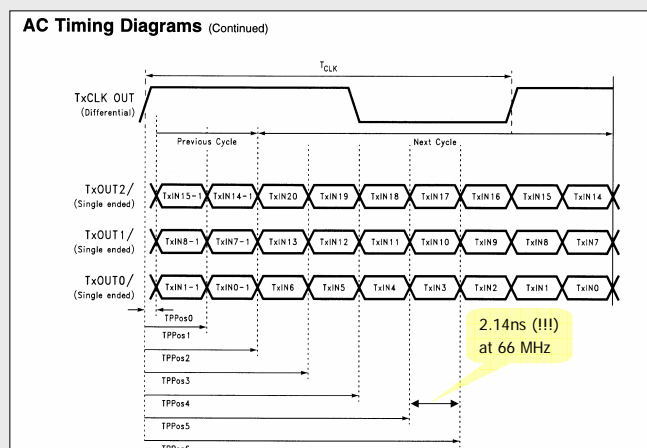 AC Timing Diagrams (Continued)
TCLK
TxCLK OUT
(Differential)
Previous Cycle
Next Cycle
TxOUT2/
(Single ended)
TxIN15-1 TxIN14-1 TxIN20 TxIN19 TxIN18 TxIN17 TxIN16 TxIN15 TxIN14
TxOUT1/
(Single ended)
TxIN8-1 TxIN7-1 TxIN13 TxIN12 TxIN11 TxIN10 TxIN9 TxIN8 TxIN7
TxOUT0/
(Single ended)
TxIN1-1 TxIN0-1 TxIN6 TxIN5 TxIN4 TxIN3 TxIN2 TxIN1 TxIN0
TPPos0
TPPos1
TPPos2
TPPos3
TPPos4
TPPos5
2.14ns (!!!)
at 66 MHz